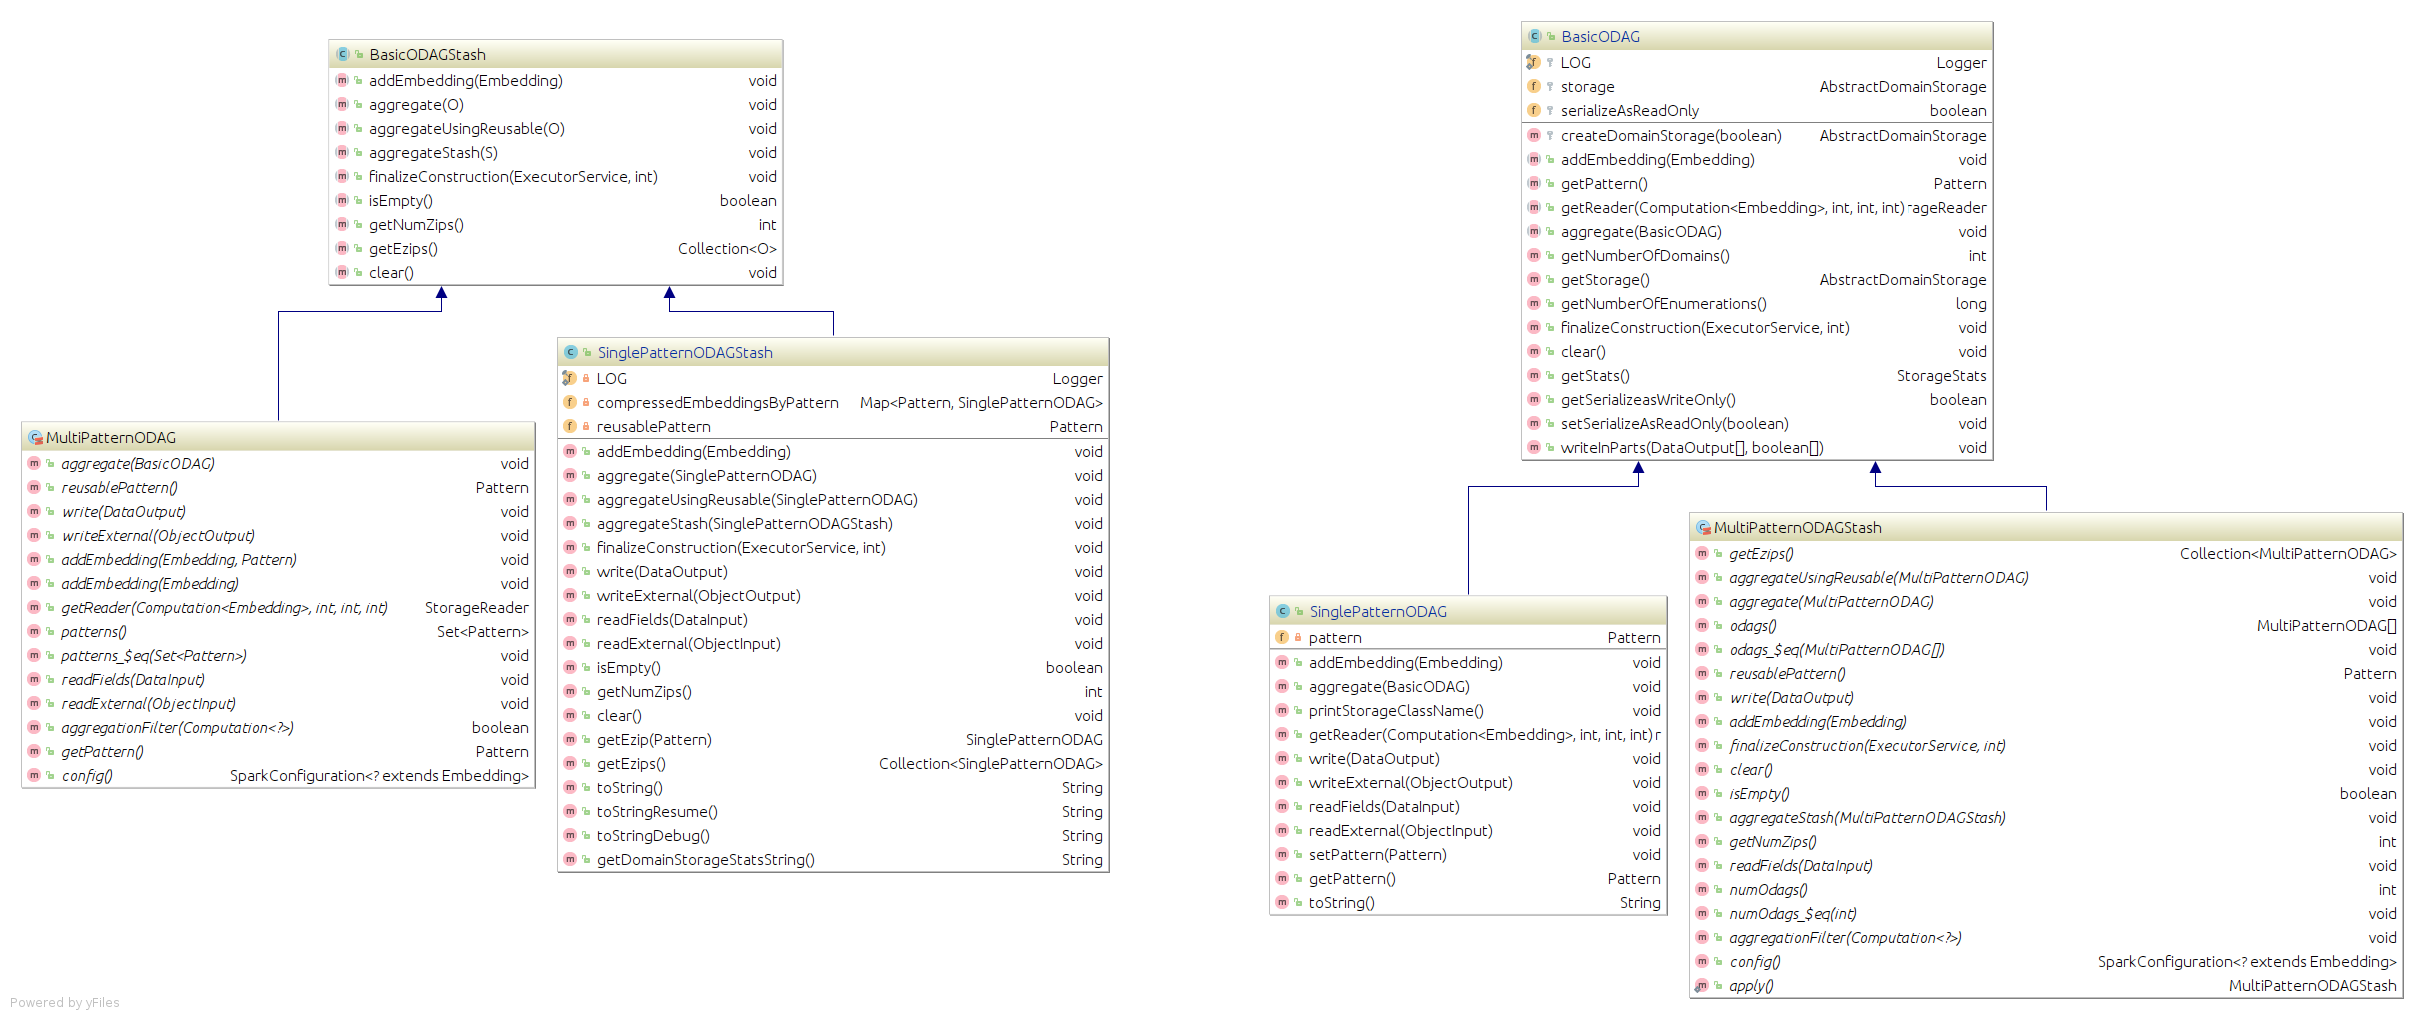 BasicODAGStash
addEmbedding(Embedding) void
aggregate(O) void
aggregateUsingReusable(O) void
aggregateStash(S) void
finalizeConstruction(ExecutorService, int) void
isEmpty() boolean
getNumZips() int
getEzips() Collection<O>
clear() void
MultiPatternODAG
aggregate(BasicODAG) void
reusablePattern() Pattern
write(DataOutput) void
writeExternal(ObjectOutput) void
addEmbedding(Embedding, Pattern) void
addEmbedding(Embedding) void
getReader(Computation<Embedding>, int, int, int) StorageReader
patterns() Set<Pattern>
patterns_$eq(Set<Pattern>) void
readFields(DataInput) void
readExternal(ObjectInput) void
aggregationFilter(Computation<?>) boolean
getPattern() Pattern
config() SparkConfiguration<? extends Embedding>
SinglePatternODAGStash
LOG Logger
compressedEmbeddingsByPattern Map<Pattern, SinglePatternODAG>
reusablePattern Pattern
addEmbedding(Embedding) void
aggregate(SinglePatternODAG) void
aggregateUsingReusable(SinglePatternODAG) void
aggregateStash(SinglePatternODAGStash) void
finalizeConstruction(ExecutorService, int) void
write(DataOutput) void
writeExternal(ObjectOutput) void
readFields(DataInput) void
readExternal(ObjectInput) void
isEmpty() boolean
getNumZips() int
clear() void
getEzip(Pattern) SinglePatternODAG
getEzips() Collection<SinglePatternODAG>
toString() String
toStringResume() String
toStringDebug() String
getDomainStorageStatsString() String
BasicODAG
LOG Logger
storage AbstractDomainStorage
serializeAsReadOnly boolean
createDomainStorage(boolean) AbstractDomainStorage
addEmbedding(Embedding) void
getPattern() Pattern
getReader(Computation<Embedding>, int, int, int) rageReader
aggregate(BasicODAG) void
getNumberOfDomains() int
getStorage() AbstractDomainStorage
getNumberOfEnumerations() long
finalizeConstruction(ExecutorService, int) void
clear() void
getStats() StorageStats
getSerializeasWriteOnly() boolean
setSerializeAsReadOnly(boolean) void
writeInParts(DataOutput[], boolean[]) void
SinglePatternODAG
pattern Pattern
addEmbedding(Embedding) void
aggregate(BasicODAG) void
printStorageClassName() void
getReader(Computation<Embedding>, int, int, int) r
write(DataOutput) void
writeExternal(ObjectOutput) void
readFields(DataInput) void
readExternal(ObjectInput) void
setPattern(Pattern) void
getPattern() Pattern
toString() String
MultiPatternODAGStash
getEzips() Collection<MultiPatternODAG>
aggregateUsingReusable(MultiPatternODAG) void
aggregate(MultiPatternODAG) void
odags() MultiPatternODAG[]
odags_$eq(MultiPatternODAG[]) void
reusablePattern() Pattern
write(DataOutput) void
addEmbedding(Embedding) void
finalizeConstruction(ExecutorService, int) void
clear() void
isEmpty() boolean
aggregateStash(MultiPatternODAGStash) void
getNumZips() int
readFields(DataInput) void
numOdags() int
numOdags_$eq(int) void
aggregationFilter(Computation<?>) void
config() SparkConfiguration<? extends Embedding>
apply() MultiPatternODAGStash
Powered by yFiles